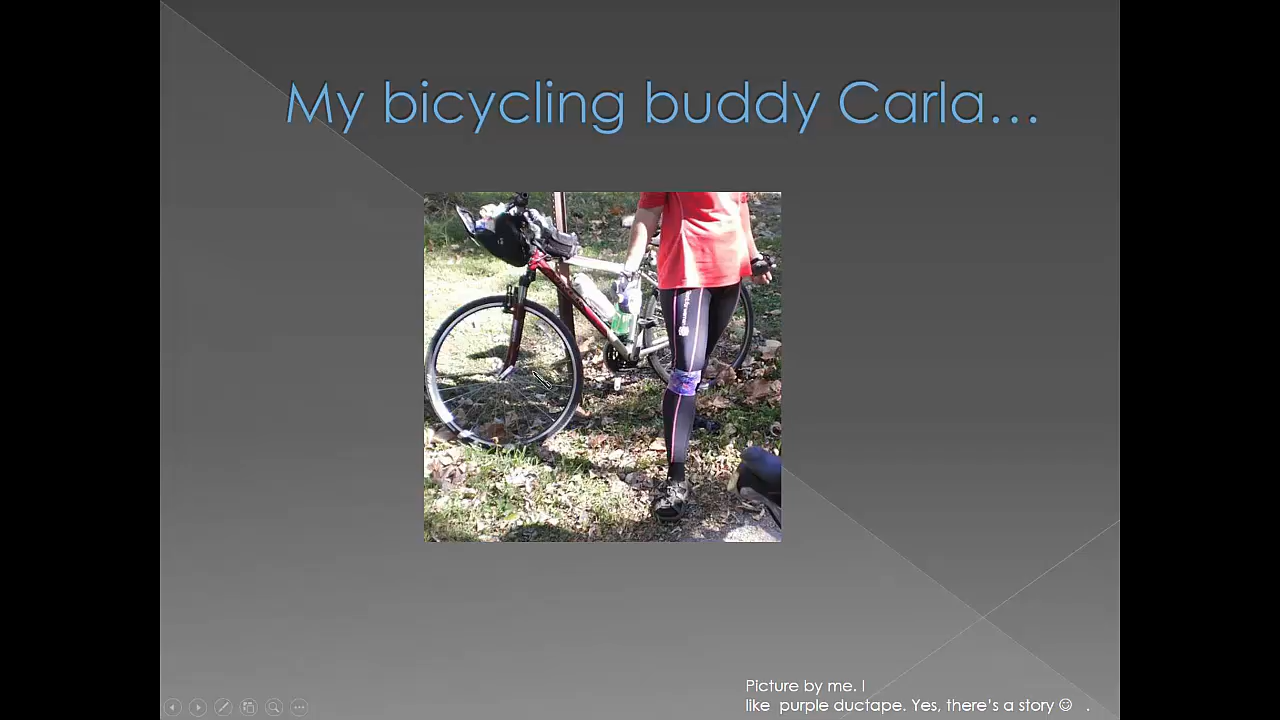 My bicycling buddy Carla...
Picture by me. I
like purple ductape. Yes, there's a story ☺ .